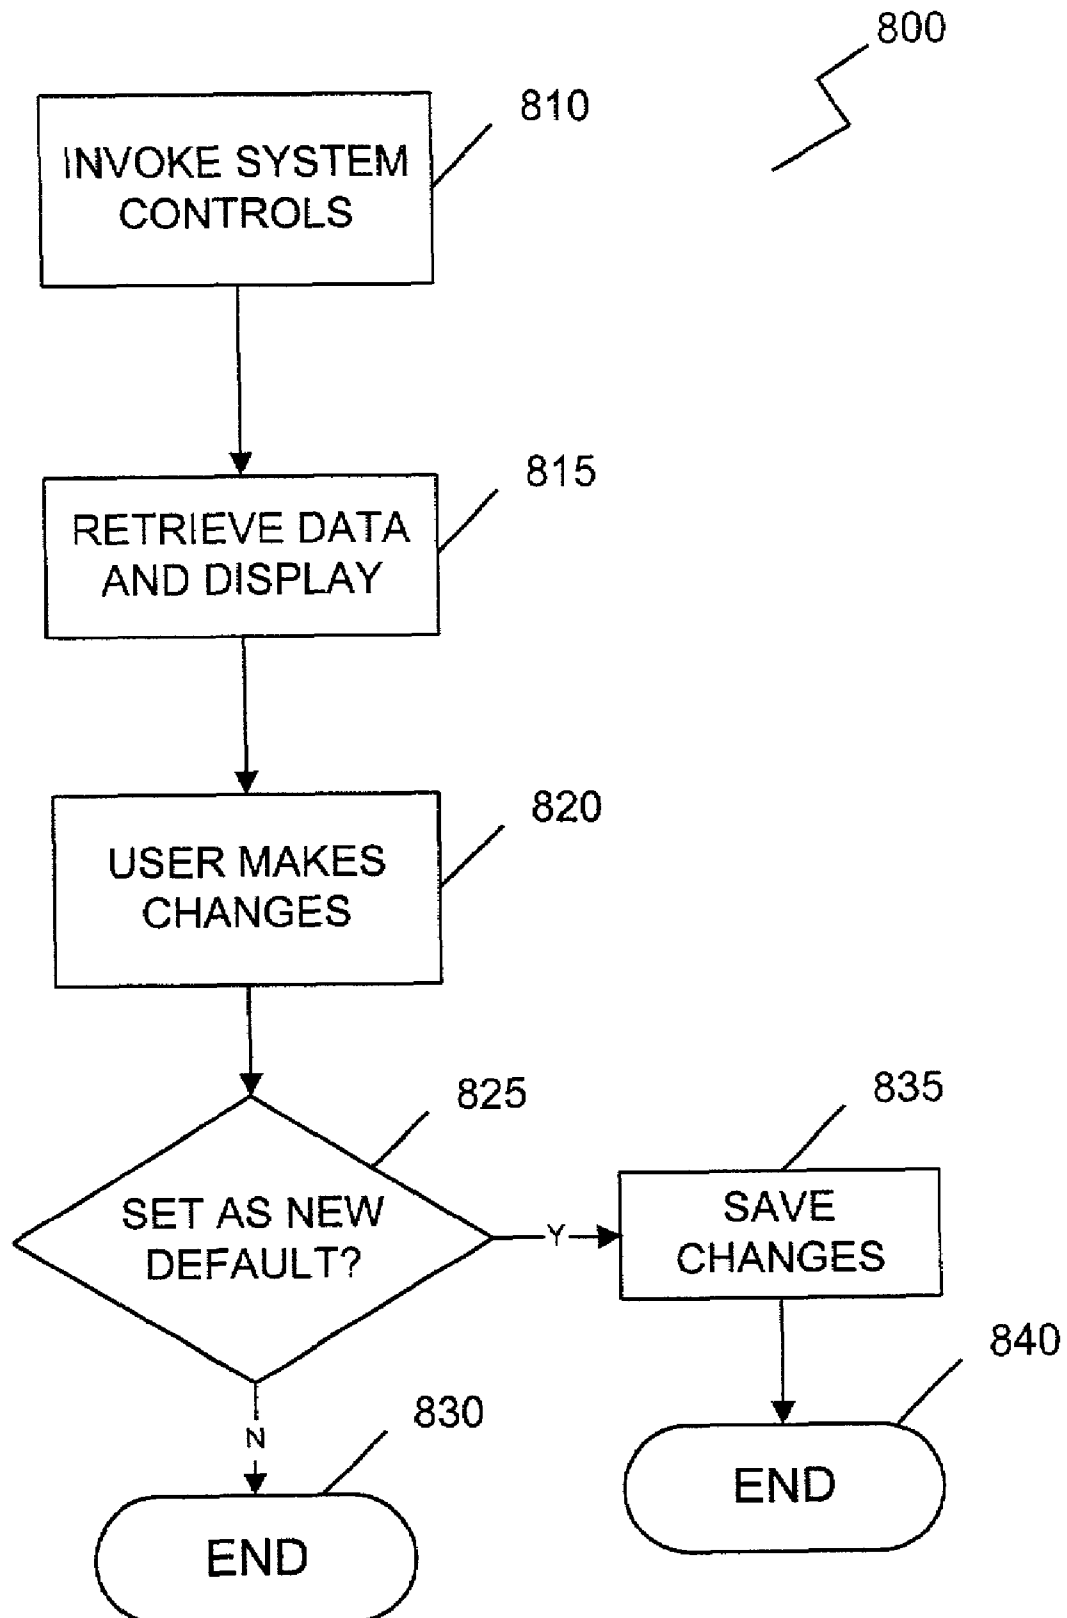 800
810
INVOKE SYSTEM
CONTROLS
815
RETRIEVE DATA
AND DISPLAY
820
USER MAKES
CHANGES
825
SET AS NEW
DEFAULT?
Y
835
SAVE
CHANGES
840
END
N
830
END